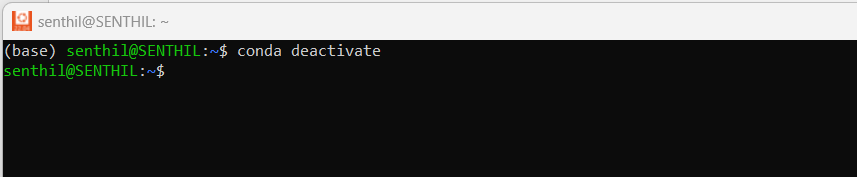 senthil@SENTHIL: ~
(base) senthil@SENTHIL:~$ conda deactivate
senthil@SENTHIL:~$